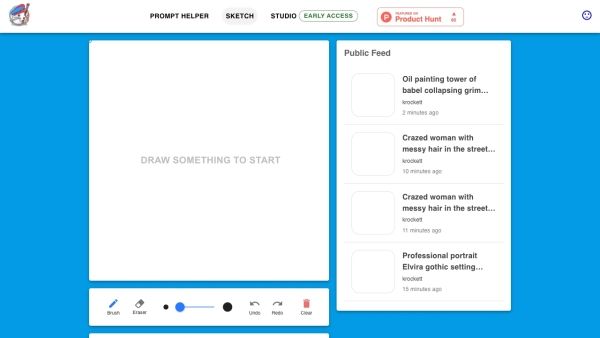 PROMPT HELPER SKETCH STUDIO EARLY ACCESS
FEATURED ON
Product Hunt
Public Feed
DRAW SOMETHING TO START
Oil painting tower of
babel collapsing grim...
krockett
2 minutes ago
Crazed woman with
messy hair in the street...
krockett
10 minutes ago
Crazed woman with
messy hair in the street...
krockett
11 minutes ago
Professional portrait
Elvira gothic setting...
krockett
15 minutes ago
Brush Eraser Undo Redo Clear